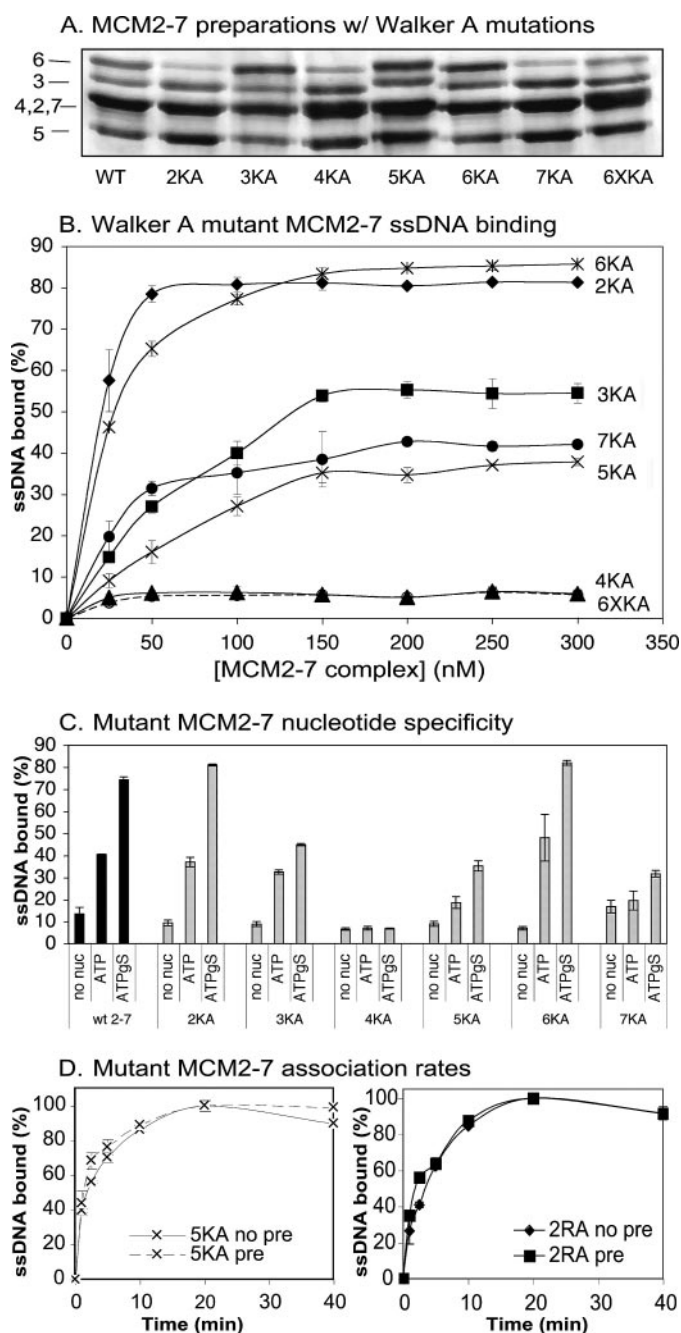 A. MCM2-7 preparations w/ Walker A mutations
6
3
4,2,7
5
WT 2KA 3KA 4KA 5KA 6KA 7KA 6XKA
B. Walker A mutant MCM2-7 ssDNA binding
ssDNA bound (%)
90
80
70
60
50
40
30
20
10
0
0 50 100 150 200 250 300 350
[MCM2-7 complex] (nM)
6KA
2KA
3KA
7KA
5KA
4KA
6XKA
C. Mutant MCM2-7 nucleotide specificity
ssDNA bound (%)
90
80
70
60
50
40
30
20
10
0
no nuc ATP ATPgS no nuc ATP ATPgS no nuc ATP ATPgS no nuc ATP ATPgS no nuc ATP ATPgS no nuc ATP ATPgS no nuc ATP ATPgS
wt 2-7 2KA 3KA 4KA 5KA 6KA 7KA
D. Mutant MCM2-7 association rates
ssDNA bound (%)
100
80
60
40
20
0
0 10 20 30 40
Time (min)
5KA no pre
5KA pre
ssDNA bound (%)
100
80
60
40
20
0
0 10 20 30 40
Time (min)
2RA no pre
2RA pre